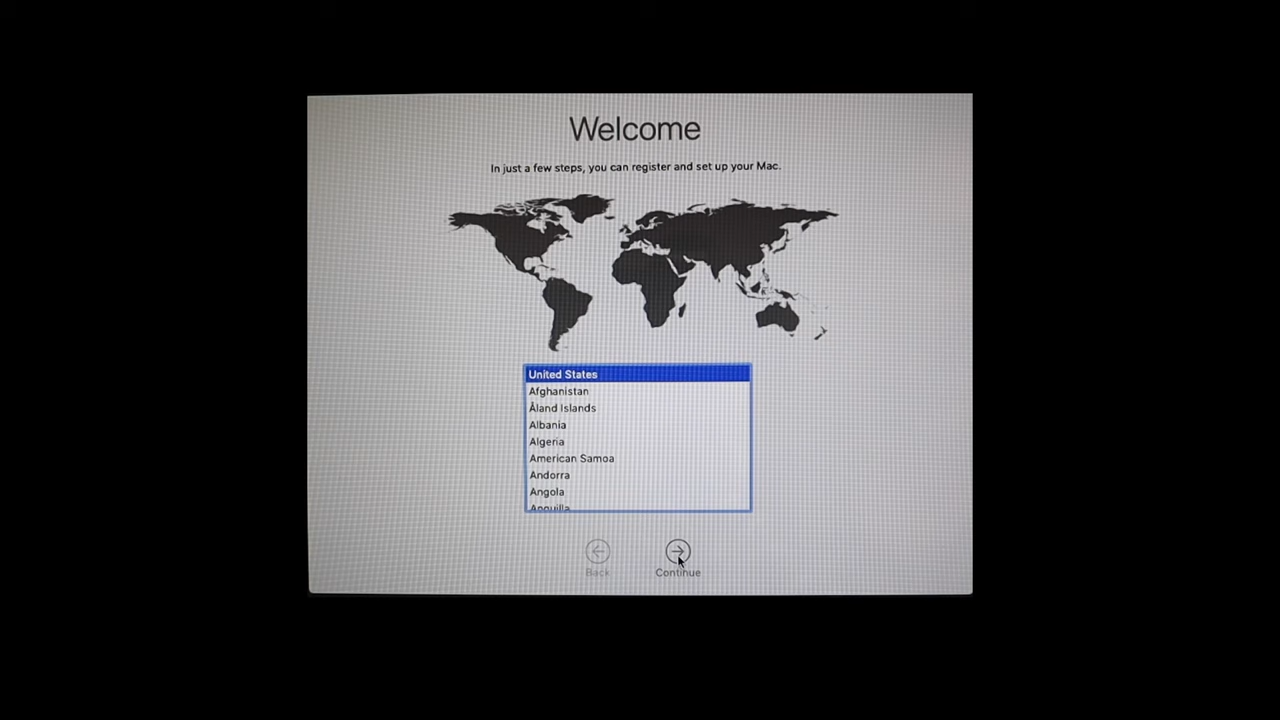 Welcome
In just a few steps, you can register and set up your Mac.
United States
Afghanistan
Åland Islands
Albania
Algeria
American Samoa
Andorra
Angola
Anguilla
Back
Continue